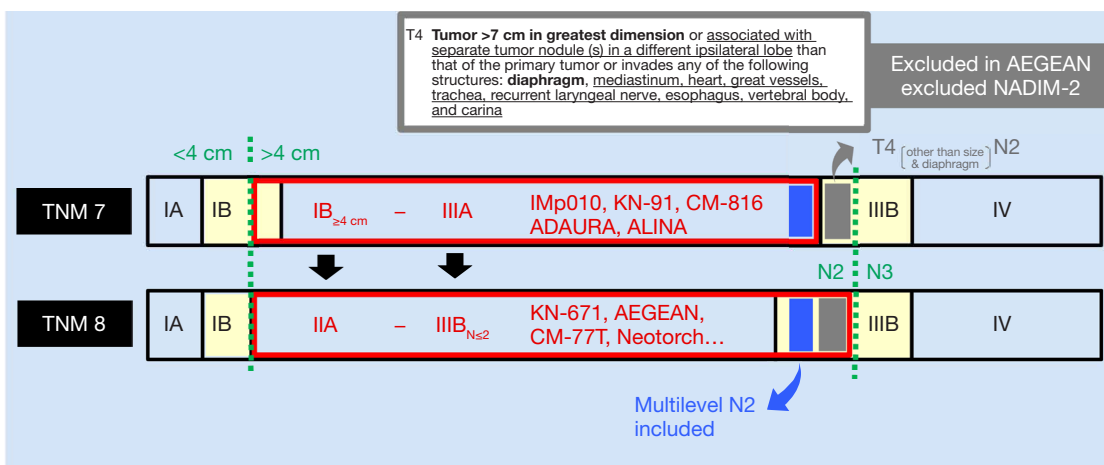 T4 Tumor >7 cm in greatest dimension or associated with
separate tumor nodule (s) in a different ipsilateral lobe than
that of the primary tumor or invades any of the following
structures: diaphragm, mediastinum, heart, great vessels,
trachea, recurrent laryngeal nerve, esophagus, vertebral body,
and carina
Excluded in AEGEAN
excluded NADIM-2
<4 cm >4 cm
T4 [other than size & diaphragm] N2
TNM 7
IA IB
IB≥4 cm – IIIA
IMp010, KN-91, CM-816
ADAURA, ALINA
IIIB IV
N2 N3
TNM 8
IA IB
IIA – IIIB N≤2
KN-671, AEGEAN,
CM-77T, Neotorch...
IIIB IV
Multilevel N2
included